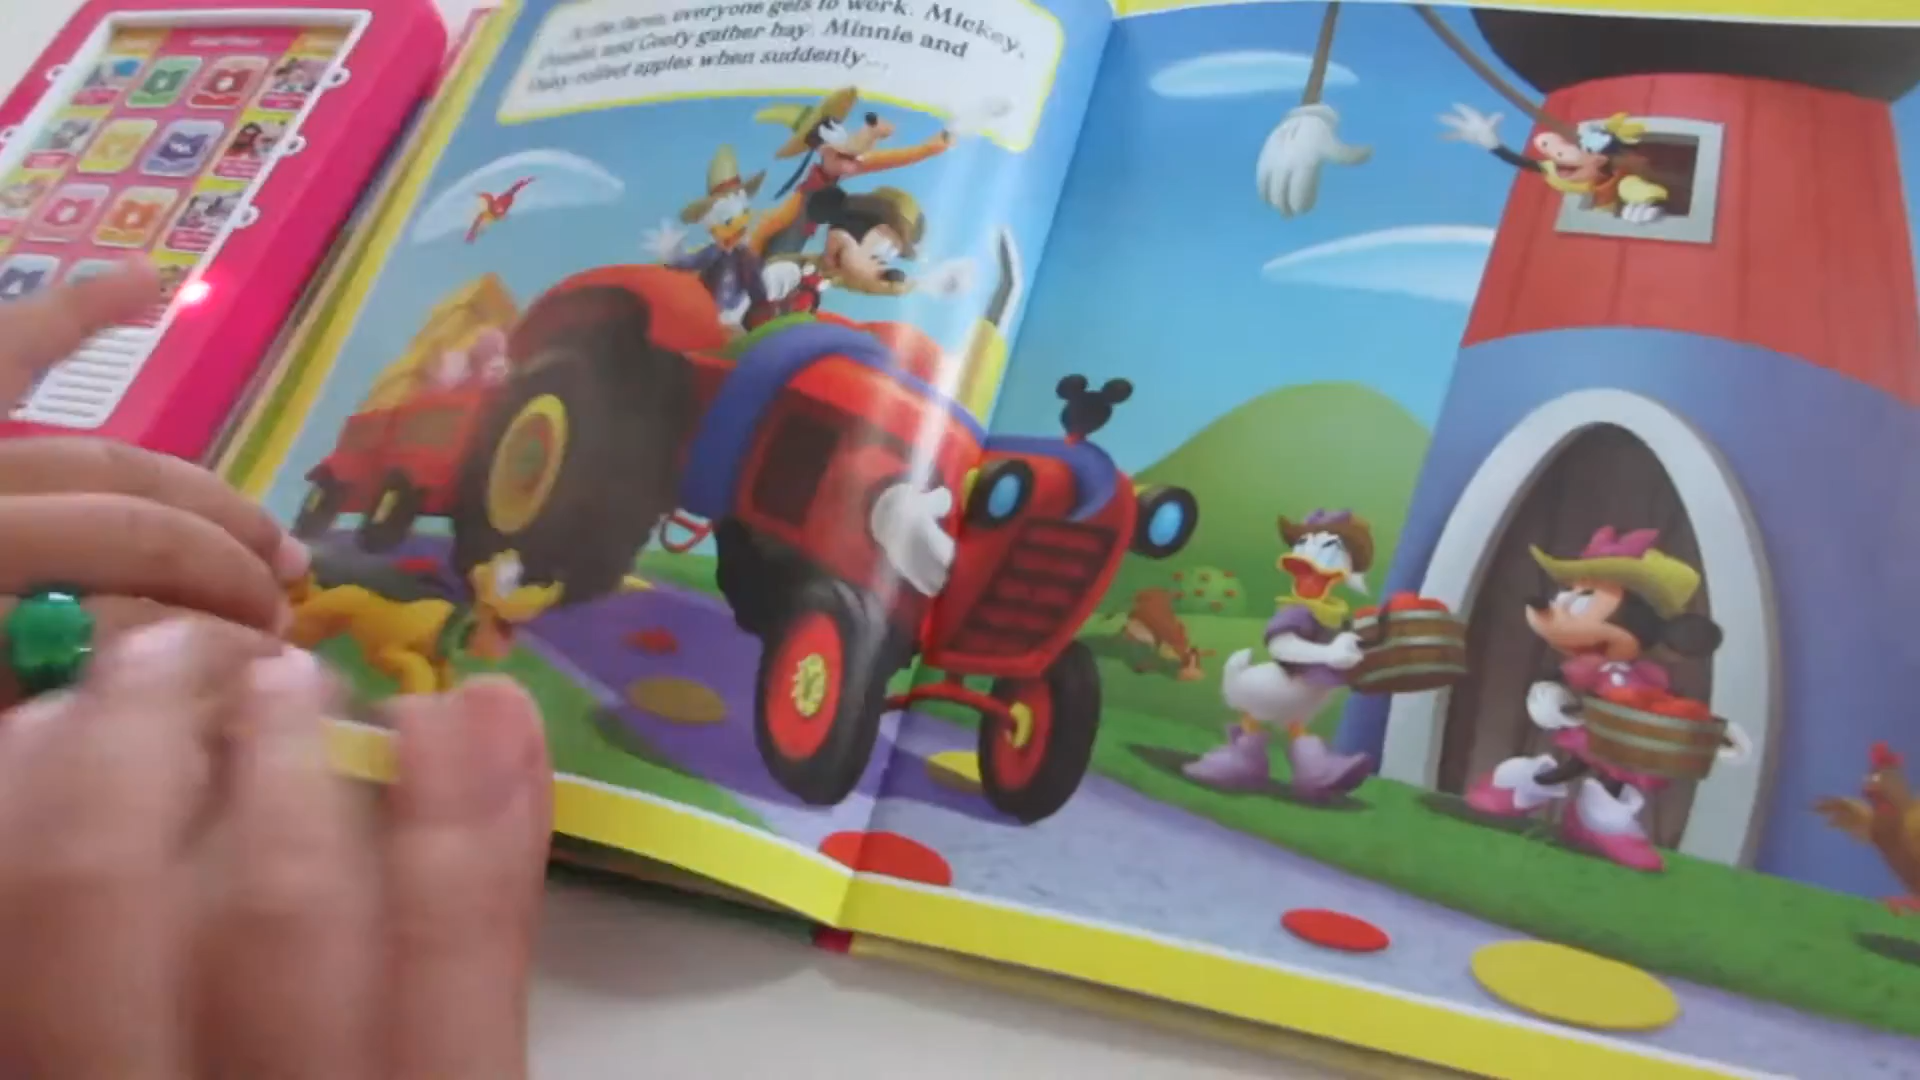 everyone gets to work. Mickey,
and Goofy gather hay. Minnie and
collect apples when suddenly...